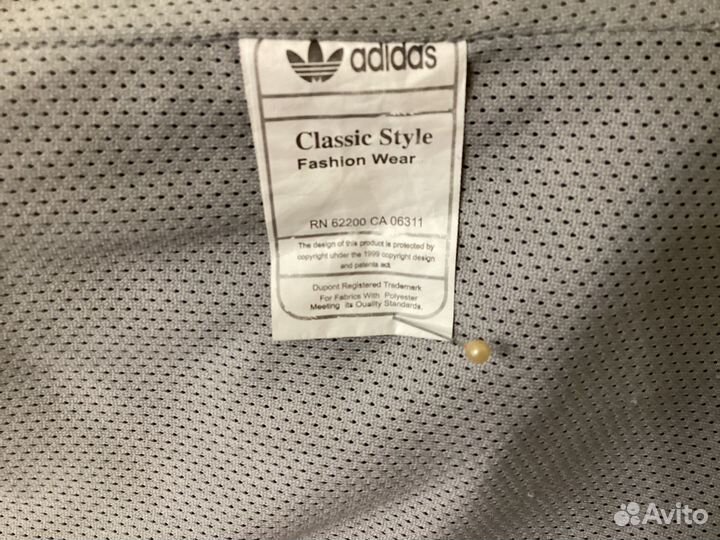 adidas
Classic Style
Fashion Wear
RN 62200 CA 06311
The design of this product is protected by
copyright under the 1999 copyright design
and patents act
Dupont Registered Trademark
For Fabrics With Polyester
Meeting its Quality Standards.
Avito